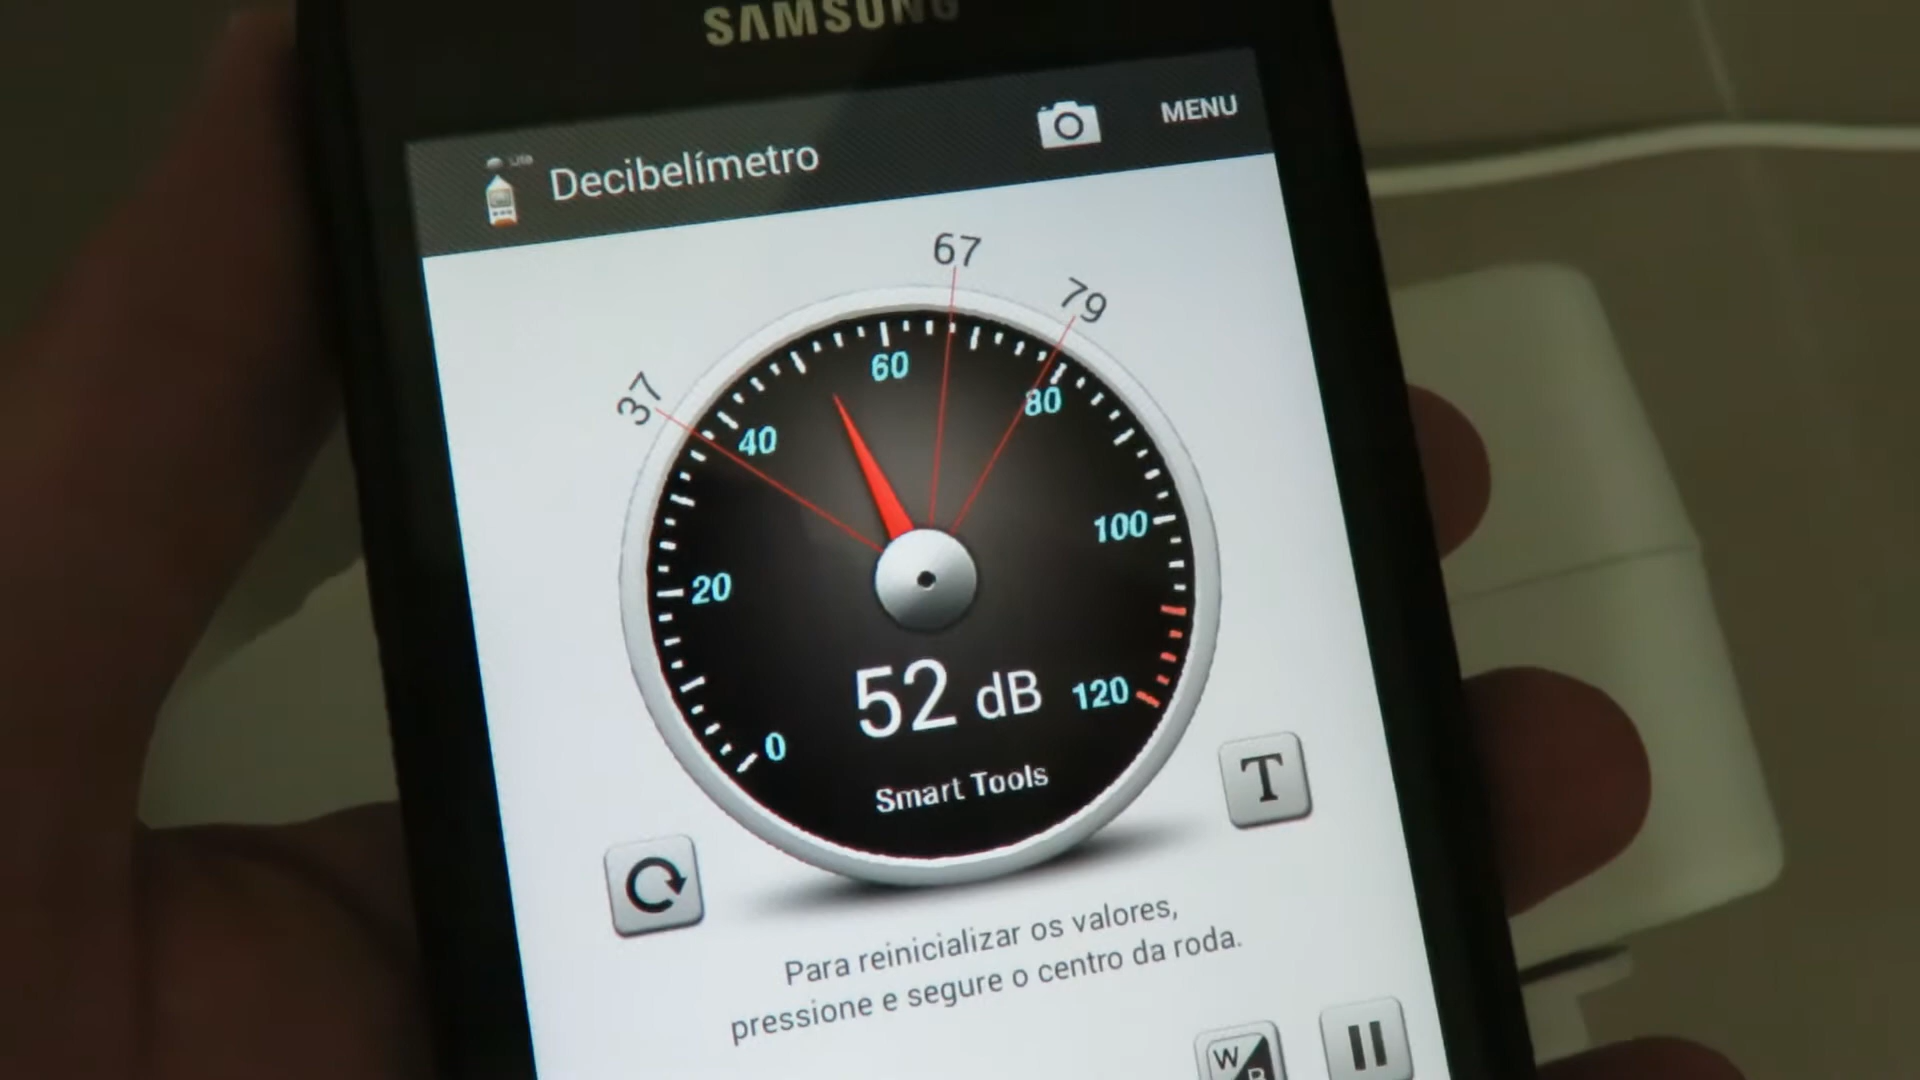 SAMSUNG
Decibelímetro
MENU
67
79
37
60
80
40
100
20
120
0
52 dB
Smart Tools
T
Para reinicializar os valores,
pressione e segure o centro da roda.
W